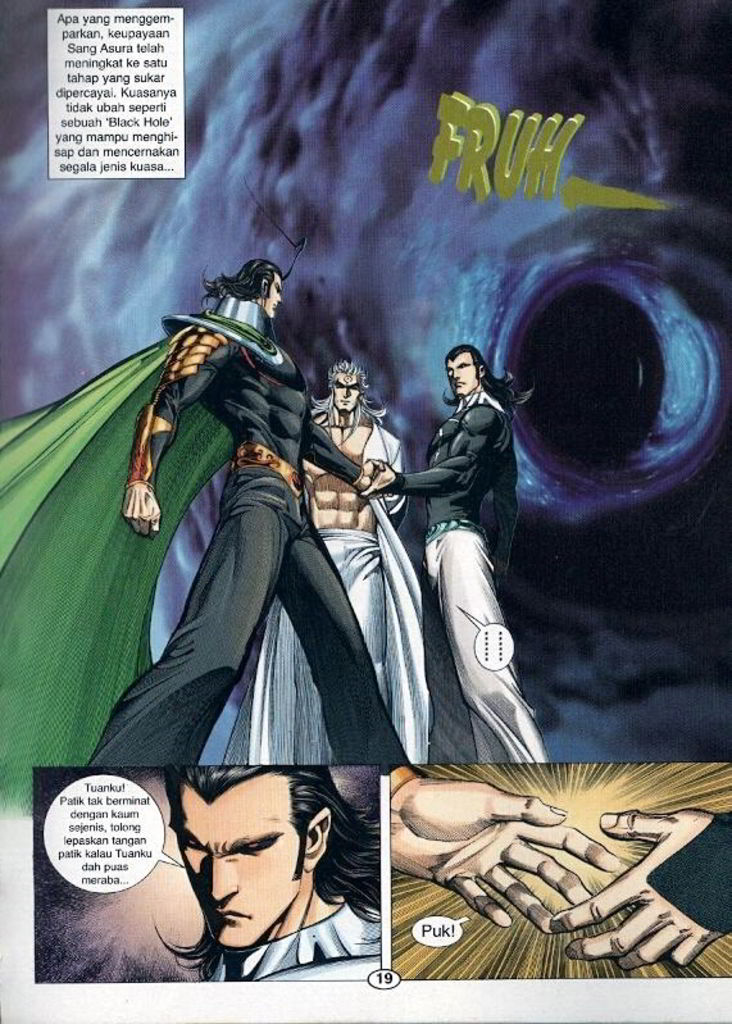 Apa yang menggem-
parkan, keupayaan
Sang Asura telah
meningkat ke satu
tahap yang sukar
dipercayai. Kuasanya
tidak ubah seperti
sebuah 'Black Hole'
yang mampu menghi-
sap dan mencernakan
segala jenis kuasa...
FRUH
Tuanku!
Patik tak berminat
dengan kaum
sejenis, tolong
lepaskan tangan
patik kalau Tuanku
dah puas
meraba...
Puk!
19